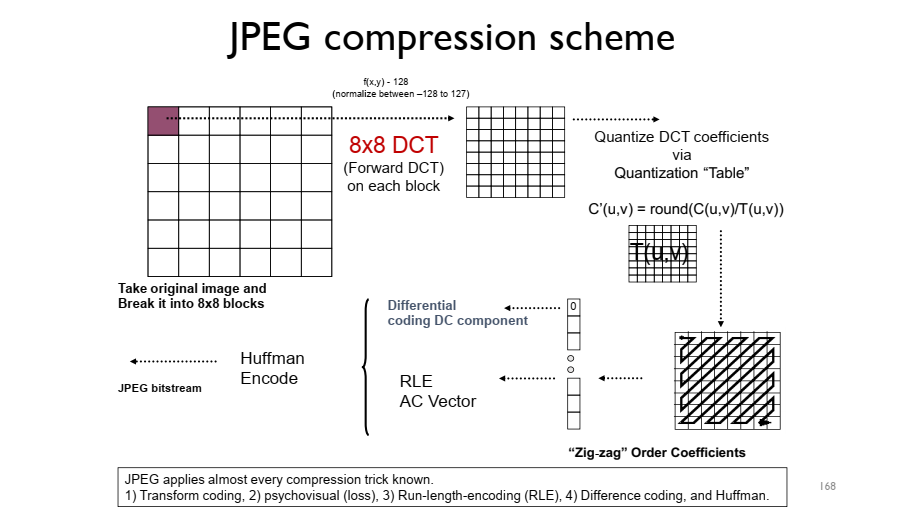 JPEG compression scheme
f(x,y) - 128
(normalize between –128 to 127)
8x8 DCT
(Forward DCT)
on each block
Quantize DCT coefficients
via
Quantization “Table”
C’(u,v) = round(C(u,v)/T(u,v))
T(u,v)
Take original image and
Break it into 8x8 blocks
Differential
coding DC component
0
Huffman
Encode
JPEG bitstream
RLE
AC Vector
“Zig-zag” Order Coefficients
JPEG applies almost every compression trick known.
1) Transform coding, 2) psychovisual (loss), 3) Run-length-encoding (RLE), 4) Difference coding, and Huffman.
168